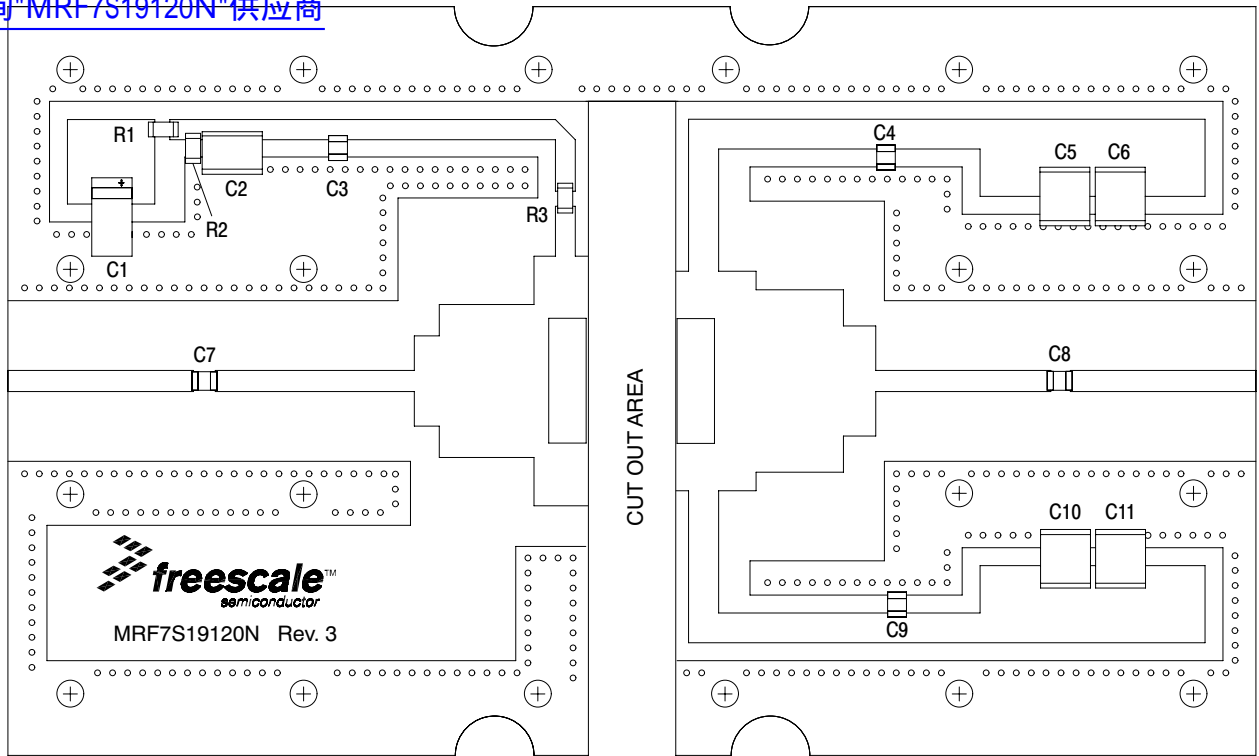 询"MRF7S19120N"供应商
R1
C1
R2
C2
C3
R3
C4
C5 C6
C7
C8
CUT OUT AREA
C10 C11
C9
freescale™
semiconductor
MRF7S19120N Rev. 3